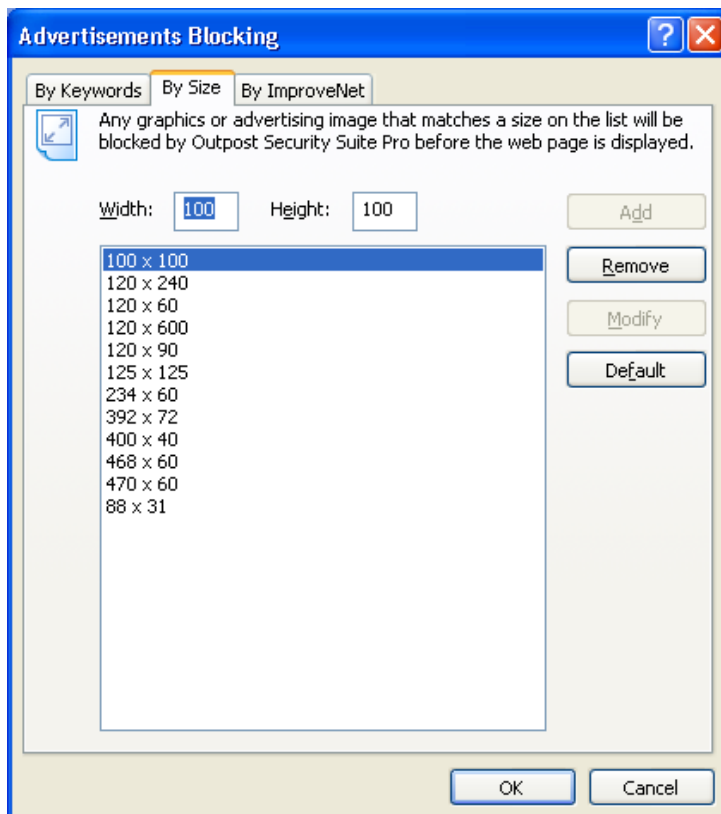 Advertisements Blocking
By Keywords By Size By ImproveNet
Any graphics or advertising image that matches a size on the list will be
blocked by Outpost Security Suite Pro before the web page is displayed.
Width: 100 Height: 100 Add
100 x 100
Remove
120 x 240
120 x 60
120 x 600
Modify
120 x 90
125 x 125
Default
234 x 60
392 x 72
400 x 40
468 x 60
470 x 60
88 x 31
OK Cancel